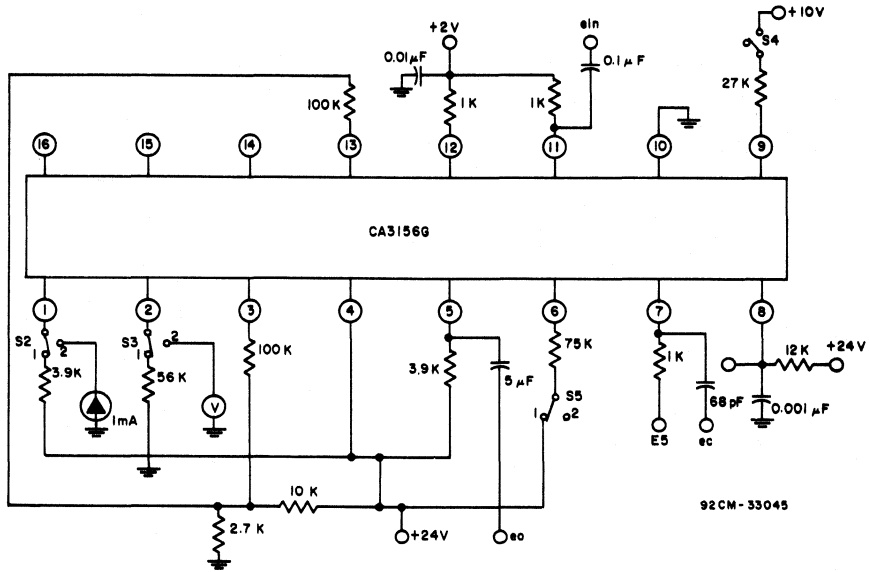 +10V
+2V
ein
S4
0.01µF
0.1µF
27K
100K
1K
1K
16
15
14
13
12
11
10
9
CA3156G
1
2
3
4
5
6
7
8
S2
1
2
S3
1
2
100K
75K
1K
12K
+24V
3.9K
56K
3.9K
5µF
S5
1
2
68pF
0.001µF
1mA
V
E5
ec
10K
92CM-33045
2.7K
+24V
eo